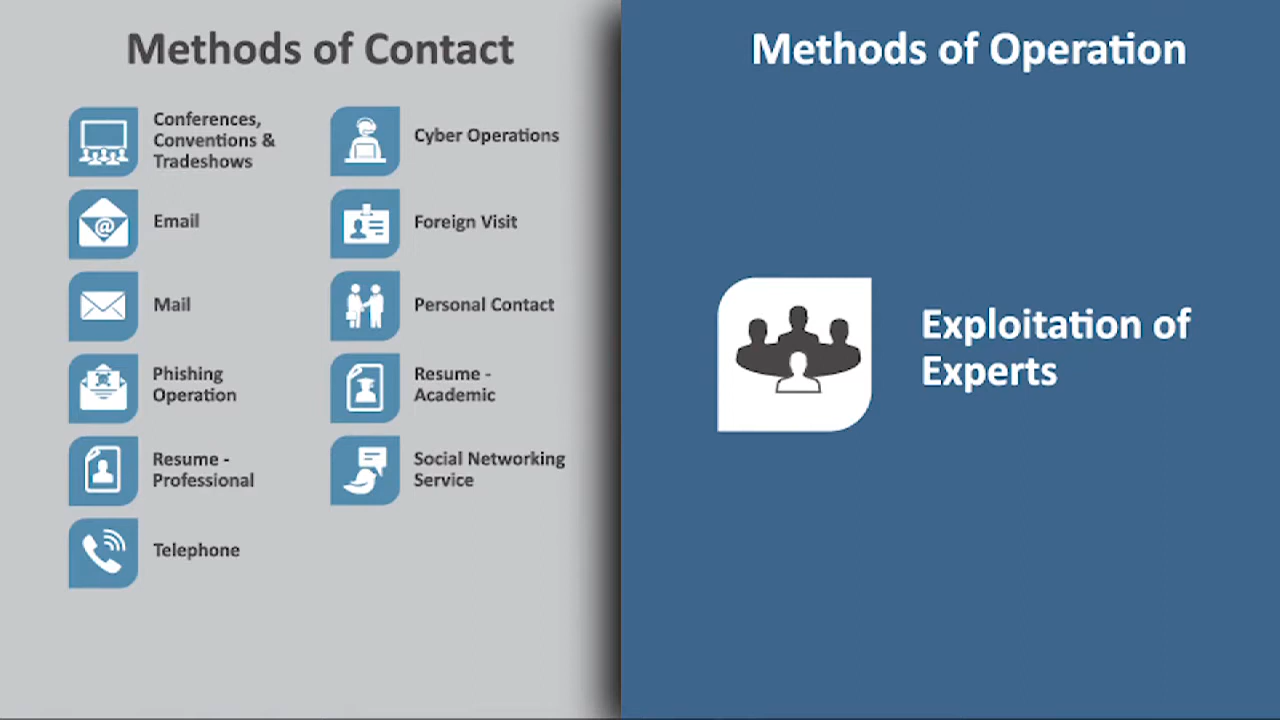 Methods of Contact
Conferences,
Conventions &
Tradeshows
Email
Mail
Phishing
Operation
Resume -
Professional
Telephone
Cyber Operations
Foreign Visit
Personal Contact
Resume -
Academic
Social Networking
Service
Methods of Operation
Exploitation of
Experts